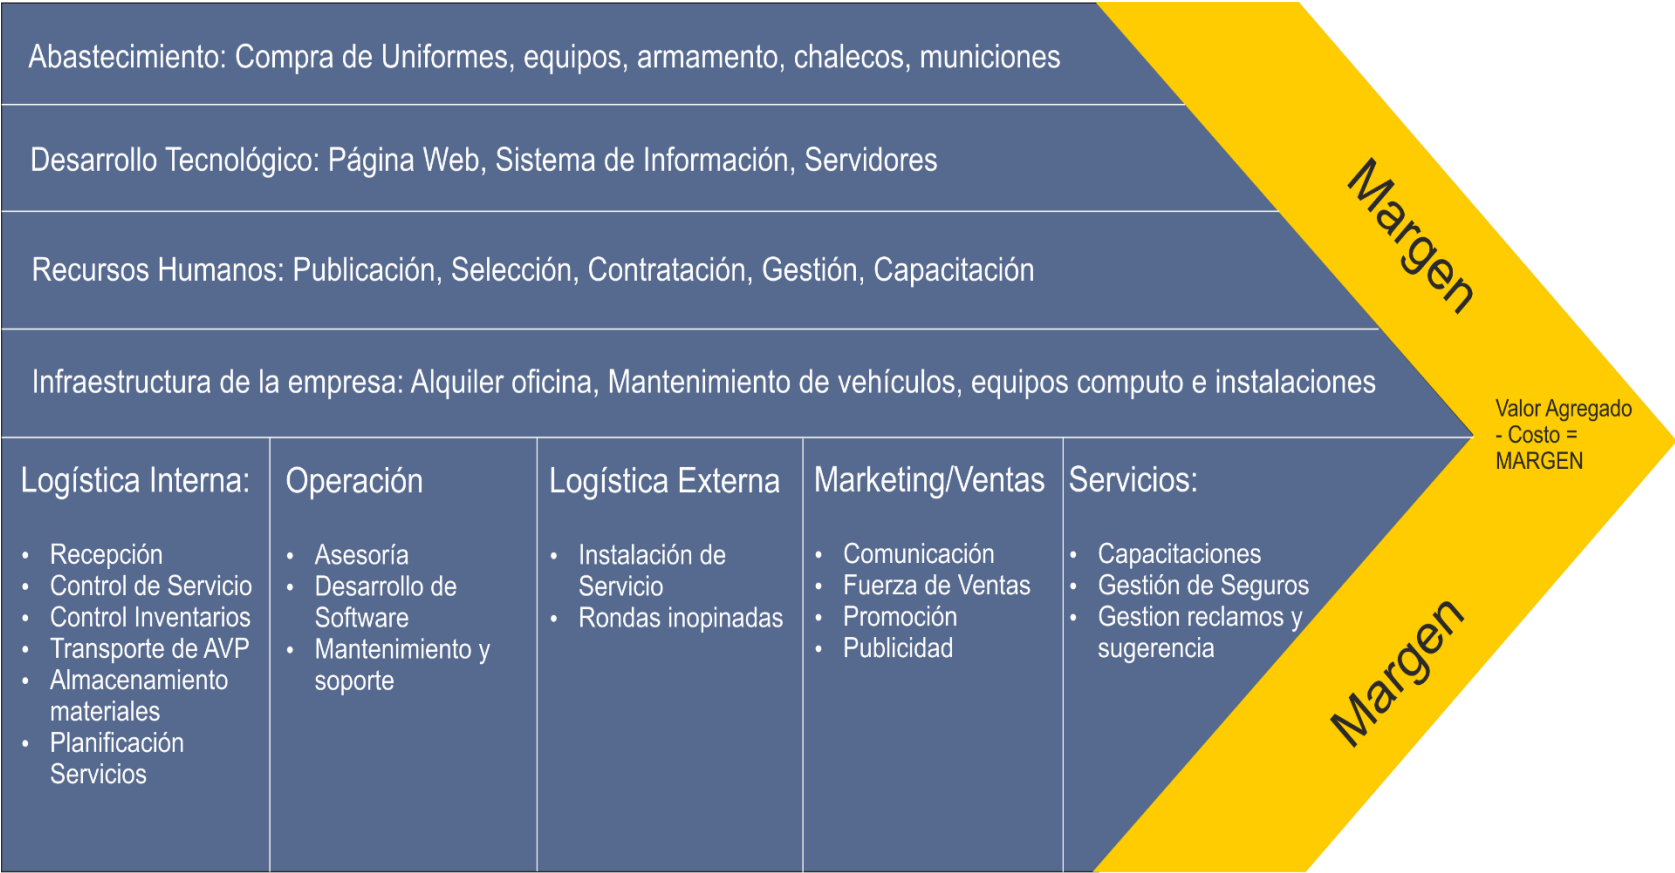 Abastecimiento: Compra de Uniformes, equipos, armamento, chalecos, municiones
Desarrollo Tecnológico: Página Web, Sistema de Información, Servidores
Recursos Humanos: Publicación, Selección, Contratación, Gestión, Capacitación
Infraestructura de la empresa: Alquiler oficina, Mantenimiento de vehículos, equipos computo e instalaciones
Logística Interna:
• Recepción
• Control de Servicio
• Control Inventarios
• Transporte de AVP
• Almacenamiento
materiales
• Planificación
Servicios
Operación
• Asesoría
• Desarrollo de
Software
• Mantenimiento y
soporte
Logística Externa
• Instalación de
Servicio
• Rondas inopinadas
Marketing/Ventas
• Comunicación
• Fuerza de Ventas
• Promoción
• Publicidad
Servicios:
• Capacitaciones
• Gestión de Seguros
• Gestion reclamos y
sugerencia
Margen
Valor Agregado
- Costo =
MARGEN
Margen